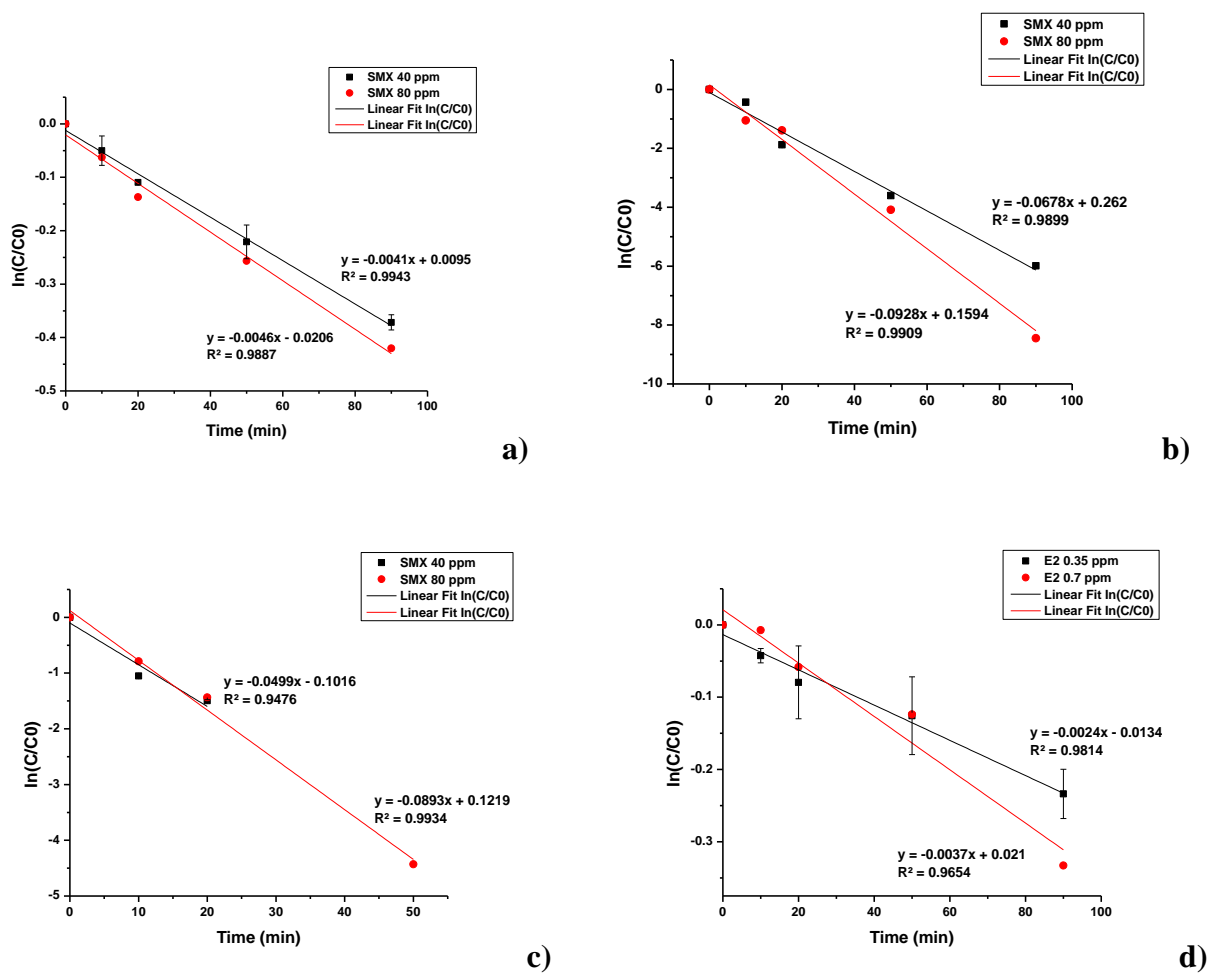 SMX 40 ppm
SMX 80 ppm
Linear Fit ln(C/C0)
Linear Fit ln(C/C0)
0.0
-0.1
-0.2
-0.3
-0.4
-0.5
ln(C/C0)
y = -0.0041x + 0.0095
R² = 0.9943
y = -0.0046x - 0.0206
R² = 0.9887
0 20 40 60 80 100
Time (min)
a)
SMX 40 ppm
SMX 80 ppm
Linear Fit ln(C/C0)
Linear Fit ln(C/C0)
0
-2
-4
-6
-8
-10
ln(C/C0)
y = -0.0678x + 0.262
R² = 0.9899
y = -0.0928x + 0.1594
R² = 0.9909
0 20 40 60 80 100
Time (min)
b)
SMX 40 ppm
SMX 80 ppm
Linear Fit ln(C/C0)
Linear Fit ln(C/C0)
0
-1
-2
-3
-4
-5
ln(C/C0)
y = -0.0499x - 0.1016
R² = 0.9476
y = -0.0893x + 0.1219
R² = 0.9934
0 10 20 30 40 50
Time (min)
c)
E2 0.35 ppm
E2 0.7 ppm
Linear Fit ln(C/C0)
Linear Fit ln(C/C0)
0.0
-0.1
-0.2
-0.3
ln(C/C0)
y = -0.0024x - 0.0134
R² = 0.9814
y = -0.0037x + 0.021
R² = 0.9654
0 20 40 60 80 100
Time (min)
d)